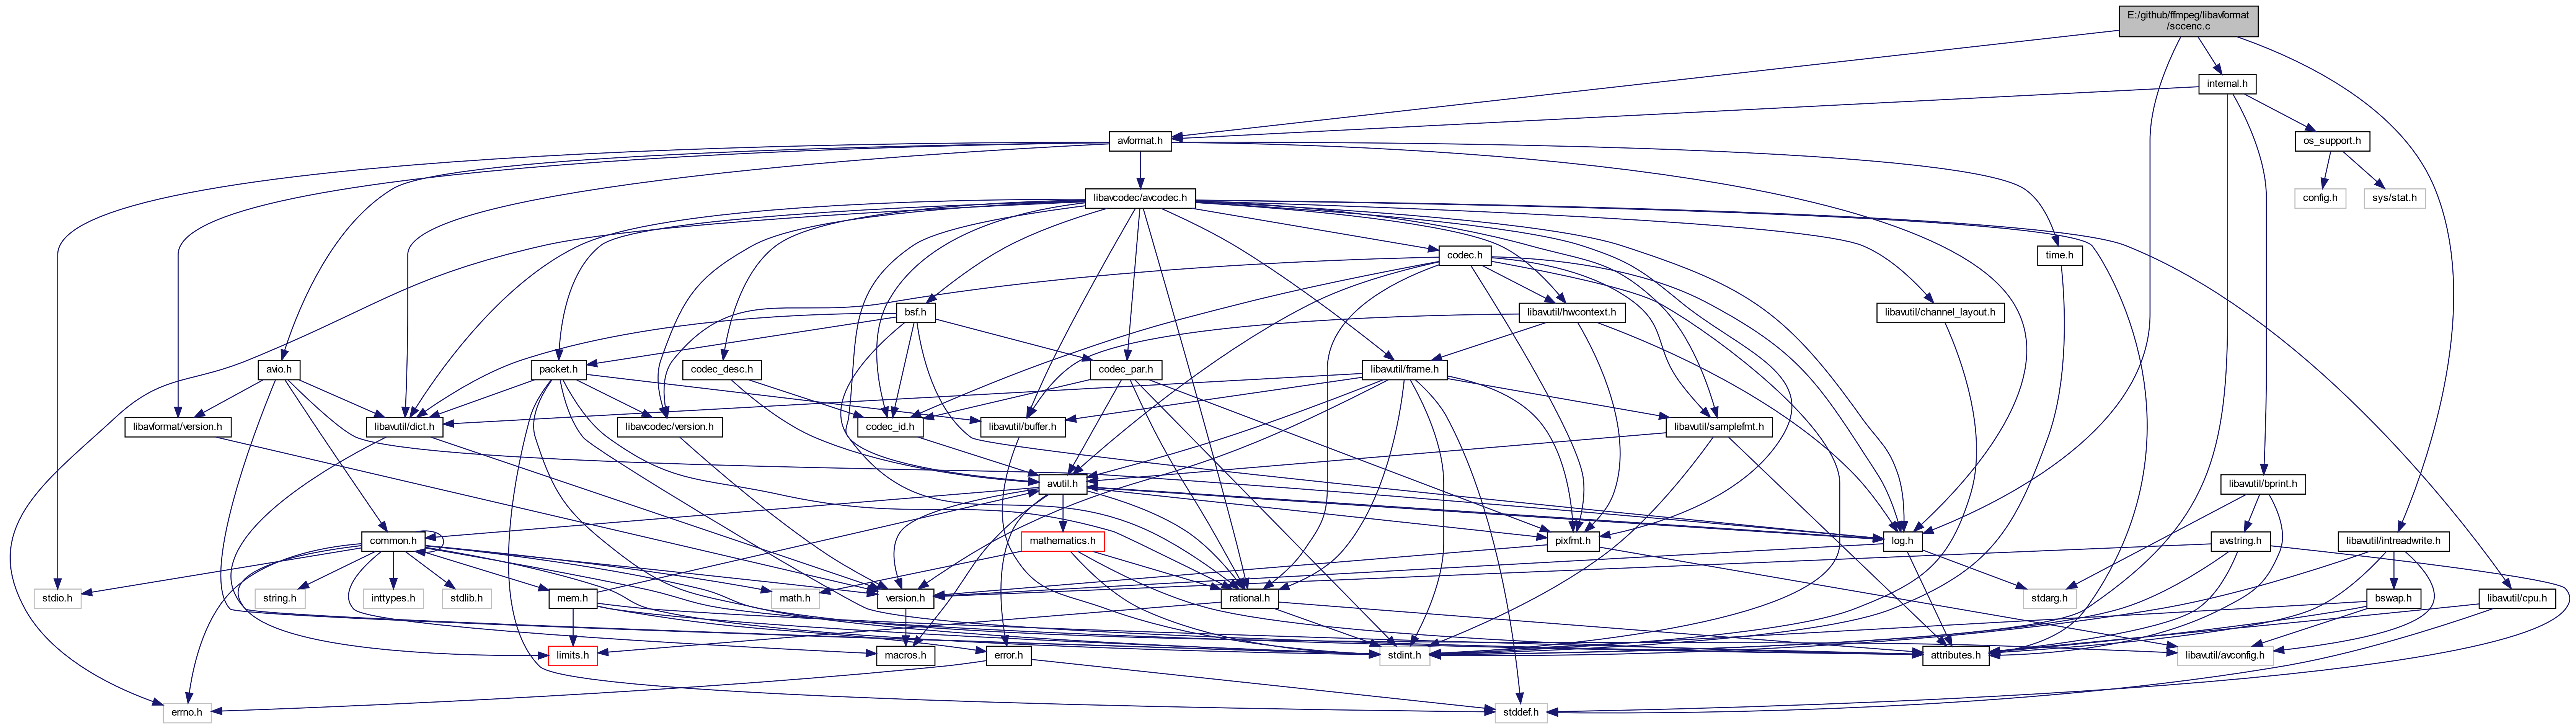 E:/github/ffmpeg/libavformat
/sccenc.c
internal.h
avformat.h
os_support.h
libavcodec/avcodec.h
config.h
sys/stat.h
codec.h
time.h
bsf.h
libavutil/hwcontext.h
libavutil/channel_layout.h
avio.h
packet.h
codec_desc.h
codec_par.h
libavutil/frame.h
libavformat/version.h
libavutil/dict.h
libavcodec/version.h
codec_id.h
libavutil/buffer.h
libavutil/samplefmt.h
avutil.h
libavutil/bprint.h
common.h
mathematics.h
pixfmt.h
log.h
avstring.h
libavutil/intreadwrite.h
stdio.h
string.h
inttypes.h
stdlib.h
mem.h
math.h
version.h
rational.h
stdarg.h
bswap.h
libavutil/cpu.h
limits.h
macros.h
error.h
stdint.h
attributes.h
libavutil/avconfig.h
errno.h
stddef.h